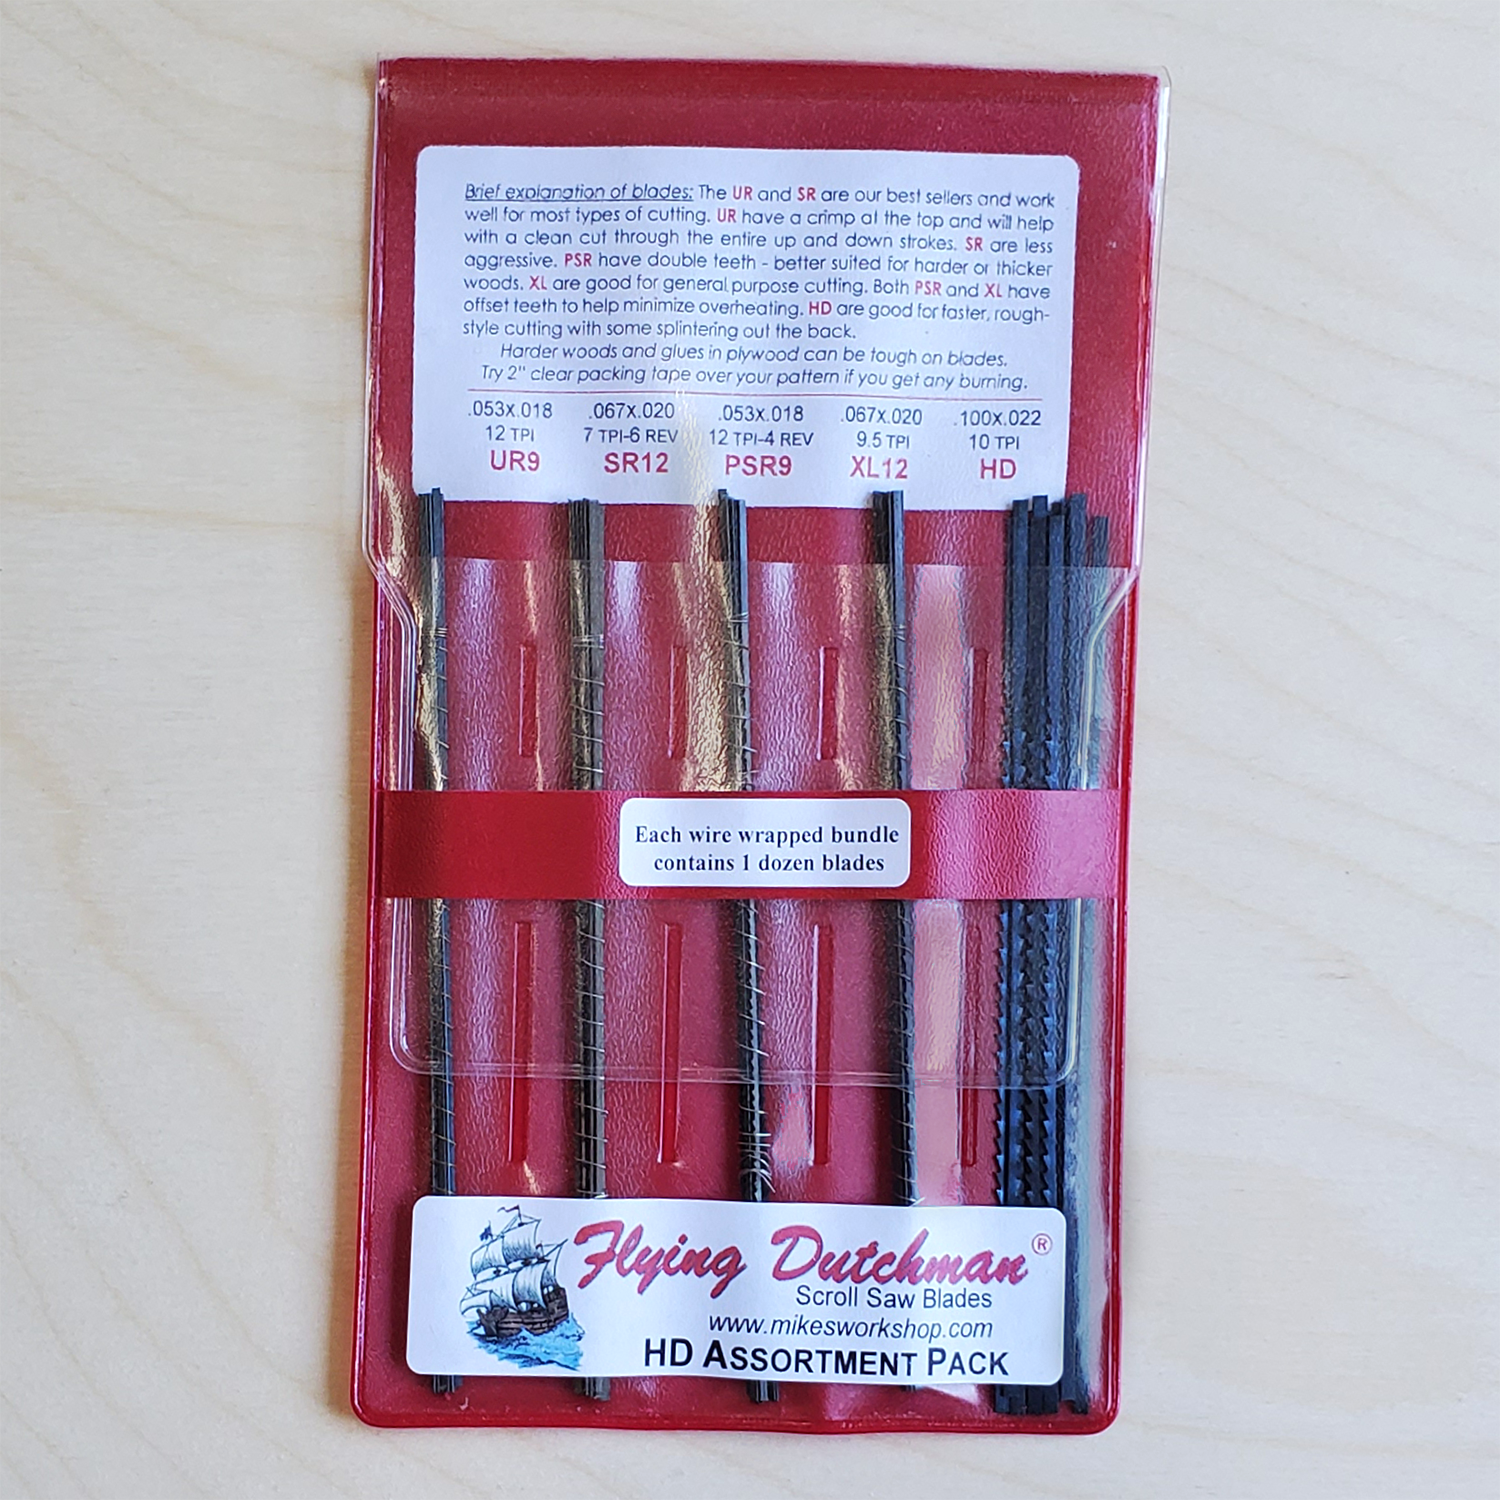 Brief explanation of blades: The UR and SR are our best sellers and work
well for most types of cutting. UR have a crimp at the top and will help
with a clean cut through the entire up and down strokes. SR are less
aggressive. PSR have double teeth - better suited for harder or thicker
woods. XL are good for general purpose cutting. Both PSR and XL have
offset teeth to help minimize overheating. HD are good for faster, rough-
style cutting with some splintering out the back.
Harder woods and glues in plywood can be tough on blades.
Try 2" clear packing tape over your pattern if you get any burning.
.053x.018 .067x.020 .053x.018 .067x.020 .100x.022
12 TPI 7 TPI-6 REV 12 TPI-4 REV 9.5 TPI 10 TPI
UR9 SR12 PSR9 XL12 HD
Each wire wrapped bundle
contains 1 dozen blades
Flying Dutchman®
Scroll Saw Blades
www.mikesworkshop.com
HD ASSORTMENT PACK